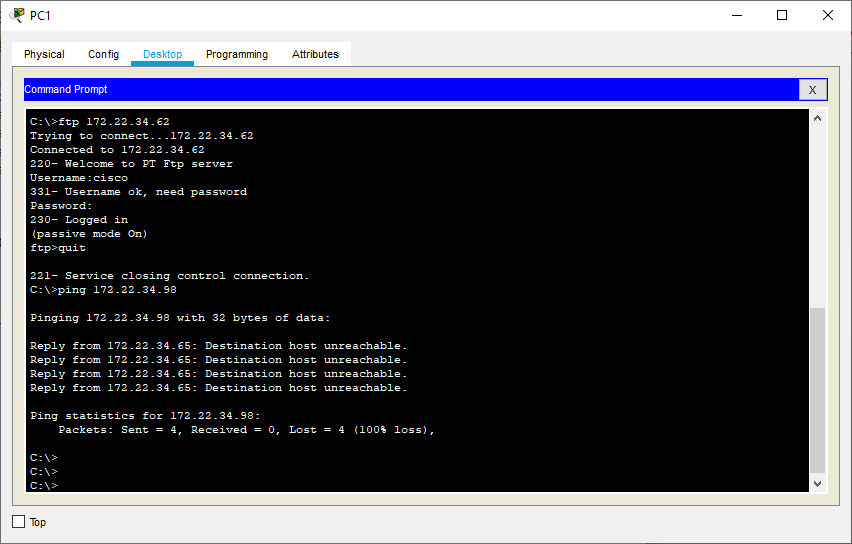 PC1
Physical Config Desktop Programming Attributes
Command Prompt X
C:\>ftp 172.22.34.62
Trying to connect...172.22.34.62
Connected to 172.22.34.62
220- Welcome to PT Ftp server
Username:cisco
331- Username ok, need password
Password:
230- Logged in
(passive mode On)
ftp>quit
221- Service closing control connection.
C:\>ping 172.22.34.98
Pinging 172.22.34.98 with 32 bytes of data:
Reply from 172.22.34.65: Destination host unreachable.
Reply from 172.22.34.65: Destination host unreachable.
Reply from 172.22.34.65: Destination host unreachable.
Reply from 172.22.34.65: Destination host unreachable.
Ping statistics for 172.22.34.98:
Packets: Sent = 4, Received = 0, Lost = 4 (100% loss),
C:\>
C:\>
C:\>
Top